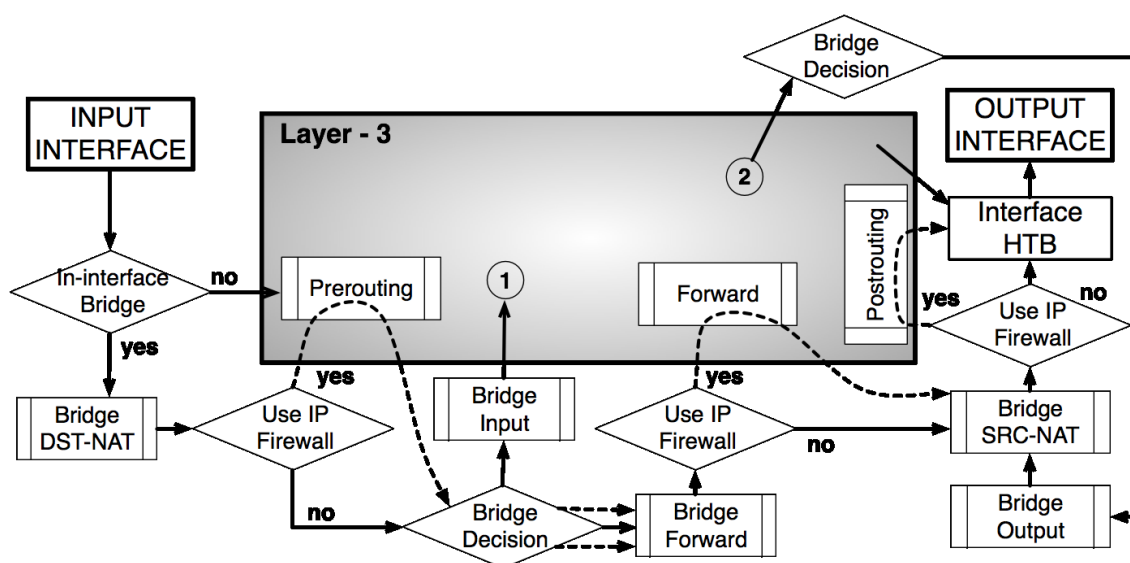 Bridge
Decision
INPUT
INTERFACE
Layer - 3
OUTPUT
INTERFACE
2
Interface
HTB
Postrouting
In-interface
Bridge
no
Prerouting
1
Forward
yes
no
Use IP
Firewall
yes
yes
yes
Bridge
DST-NAT
Use IP
Firewall
Bridge
Input
Use IP
Firewall
no
Bridge
SRC-NAT
no
Bridge
Decision
Bridge
Forward
Bridge
Output